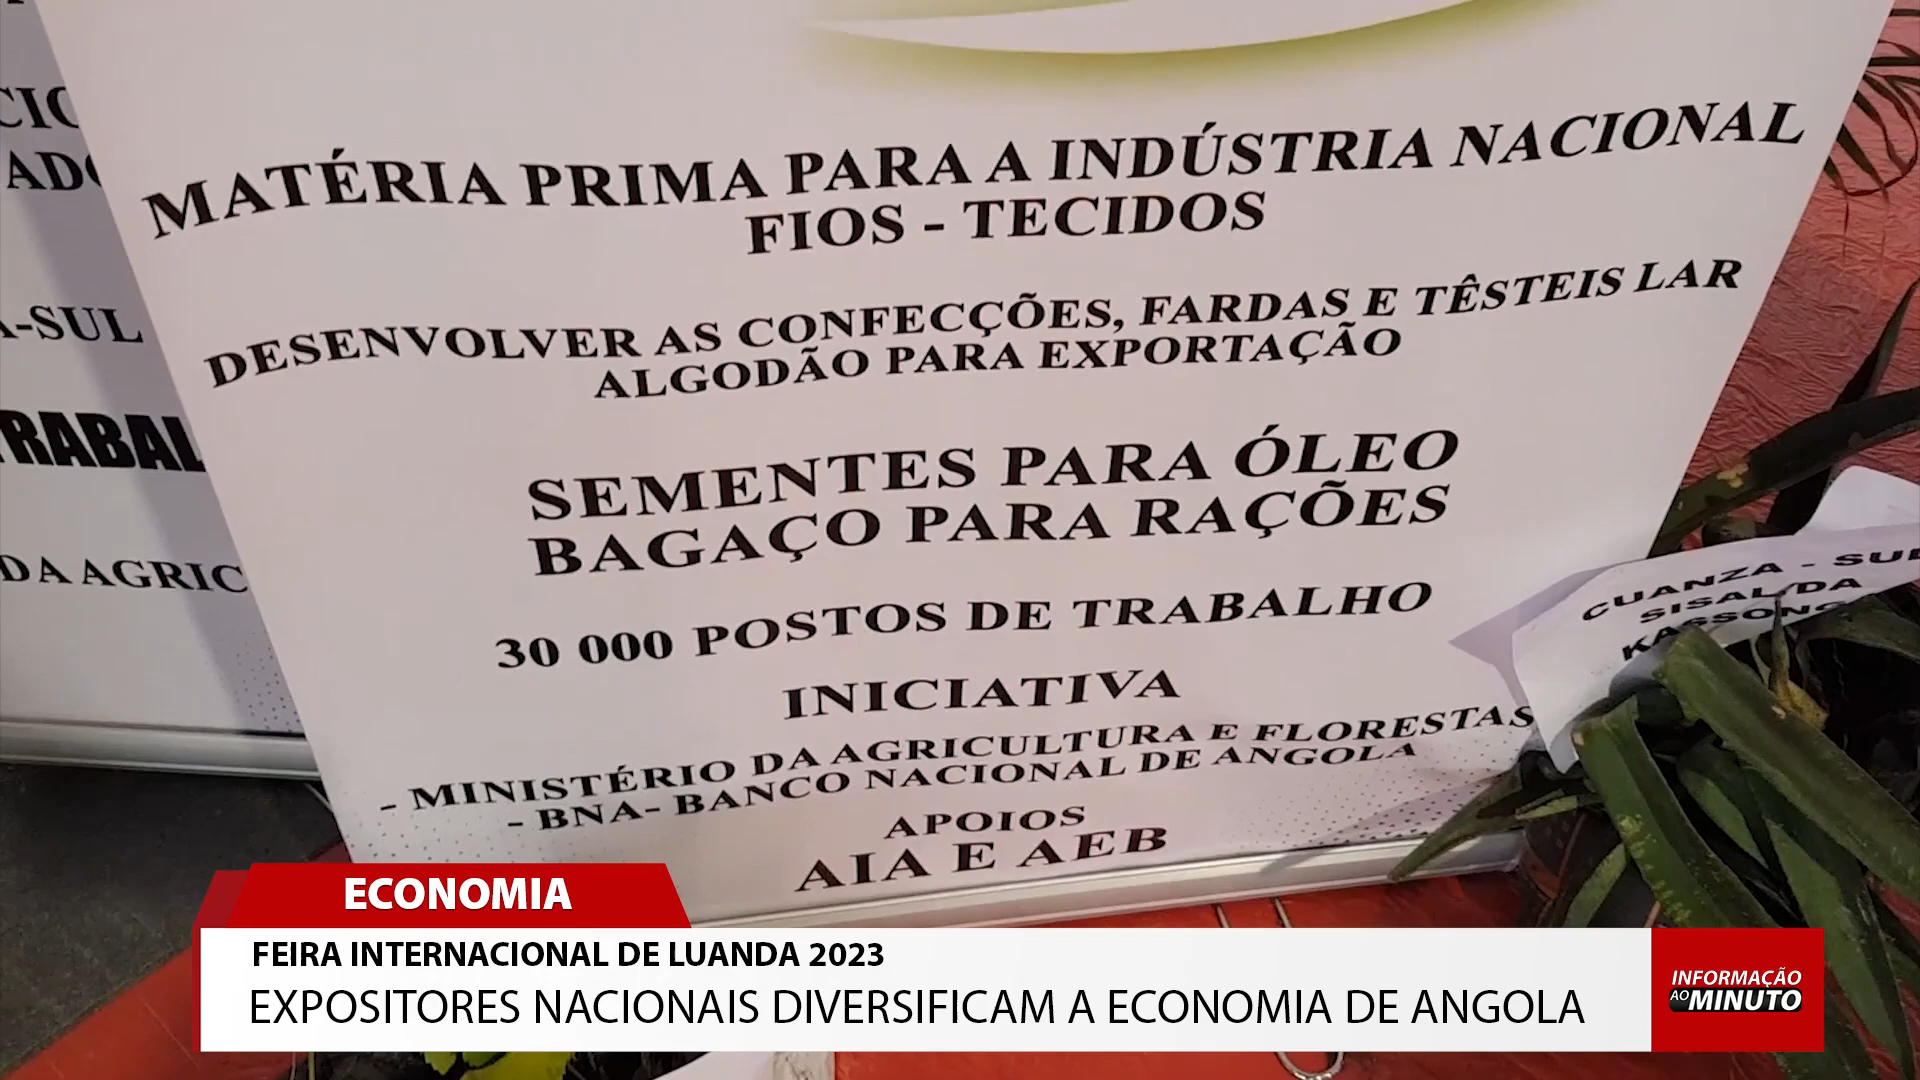 MATÉRIA PRIMA PARA A INDÚSTRIA NACIONAL
FIOS - TECIDOS
DESENVOLVER AS CONFECÇÕES, FARDAS E TÊSTEIS LAR
ALGODÃO PARA EXPORTAÇÃO
SEMENTES PARA ÓLEO
BAGAÇO PARA RAÇÕES
30 000 POSTOS DE TRABALHO
INICIATIVA
- MINISTÉRIO DA AGRICULTURA E FLORESTAS
- BNA- BANCO NACIONAL DE ANGOLA
APOIOS
AIA E AEB
-SUL
DA AGRIC
CUANZA - SUL
SISAL DA
ECONOMIA
FEIRA INTERNACIONAL DE LUANDA 2023
EXPOSITORES NACIONAIS DIVERSIFICAM A ECONOMIA DE ANGOLA
INFORMAÇÃO
AO MINUTO